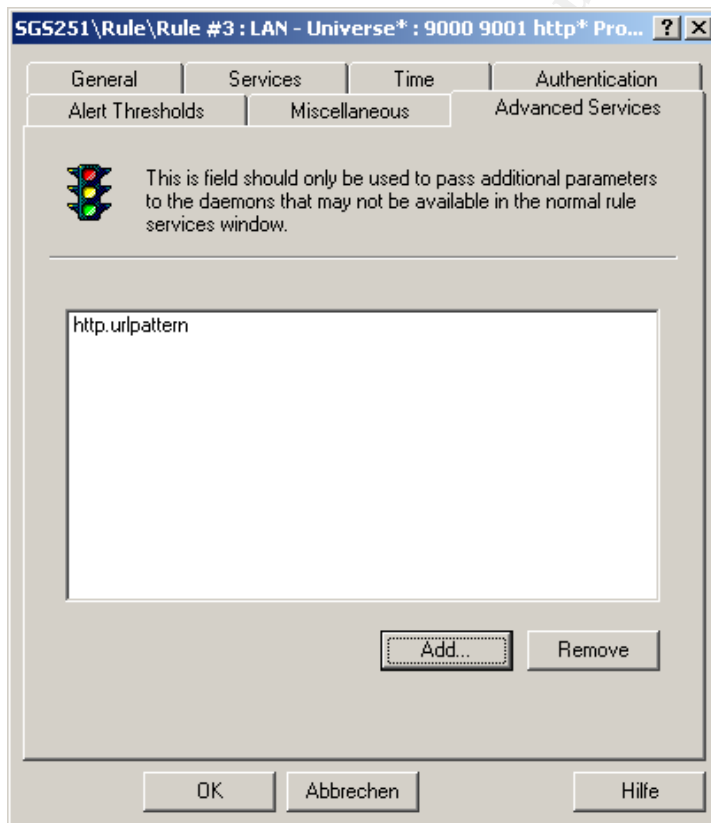 SGS251\Rule\Rule #3 : LAN - Universe* : 9000 9001 http* Pro...
General
Services
Time
Authentication
Alert Thresholds
Miscellaneous
Advanced Services
This is field should only be used to pass additional parameters
to the daemons that may not be available in the normal rule
services window.
http.urlpattern
Add...
Remove
OK
Abbrechen
Hilfe